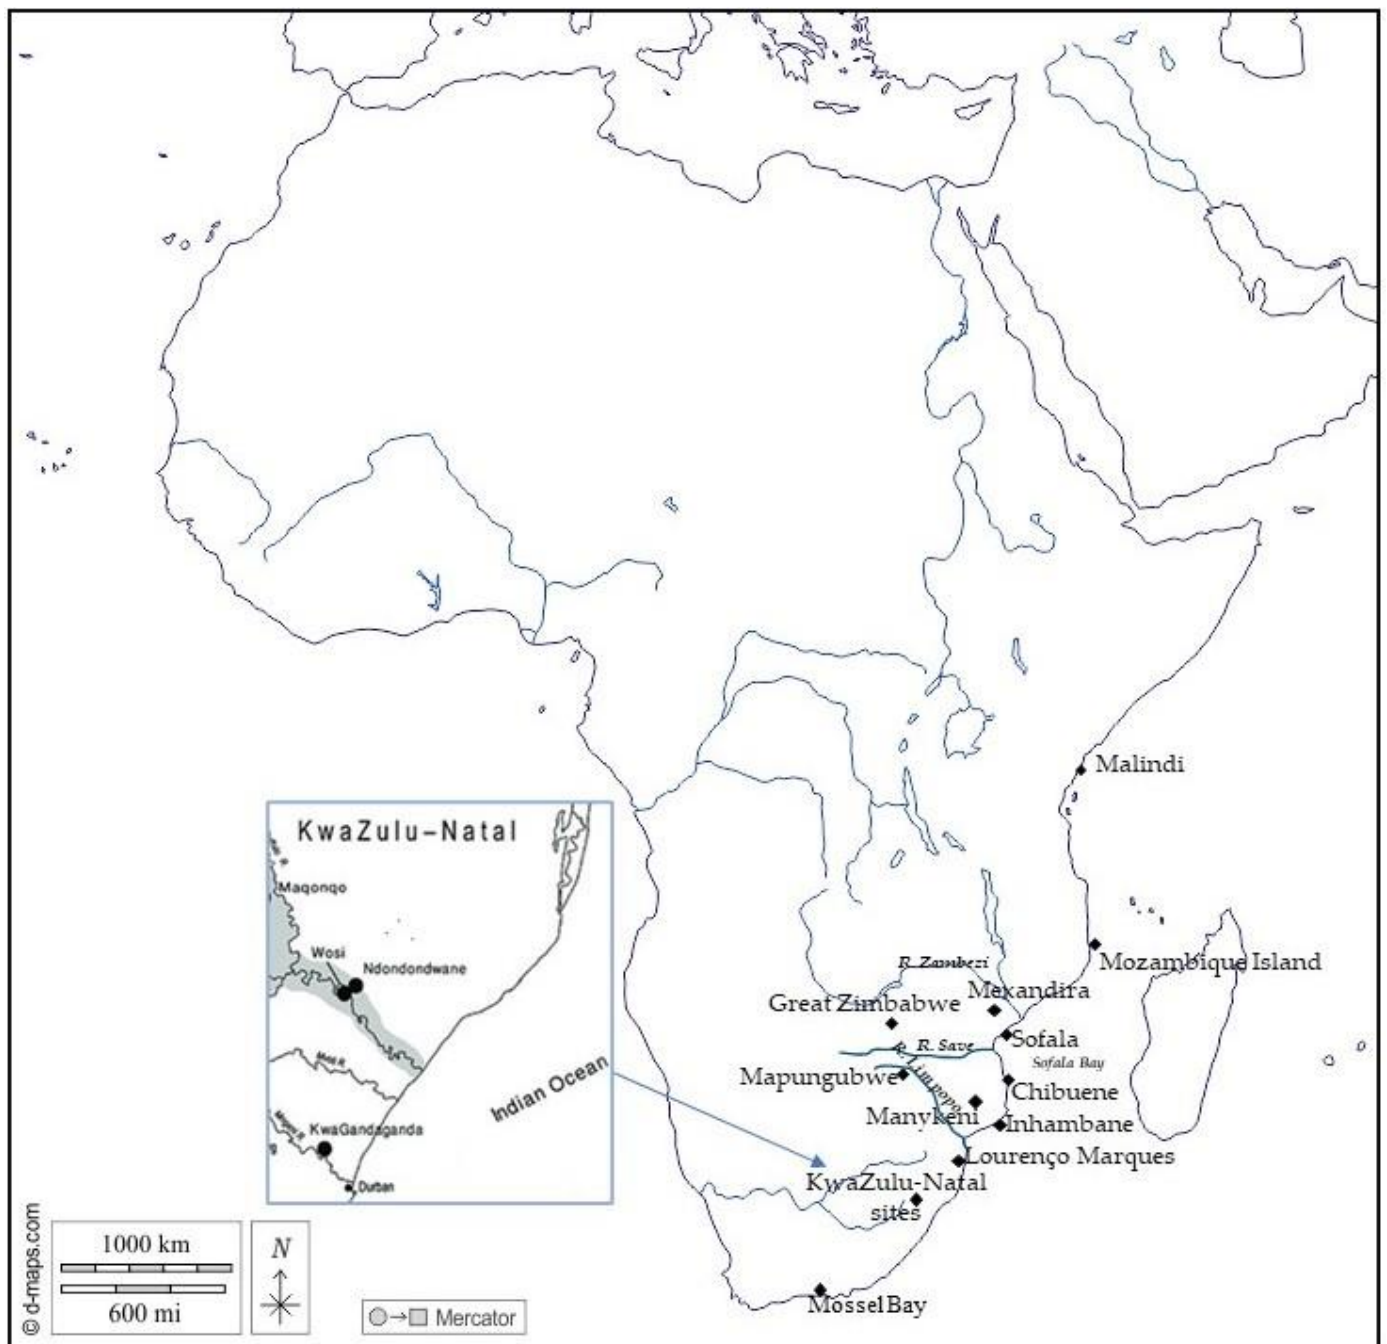 Malindi
KwaZulu–Natal
Maqonqo
Wosi
Ndondondwane
Indian Ocean
KwaGandaganda
Durban
Mozambique Island
R. Zambezi
Mexandira
Great Zimbabwe
R. Save
Sofala
Sofala Bay
R. Limpopo
Mapungubwe
Chibuene
Manykeni
Inhambane
Lourenço Marques
KwaZulu-Natal
sites
Mossel Bay
© d-maps.com
1000 km
600 mi
N
Mercator